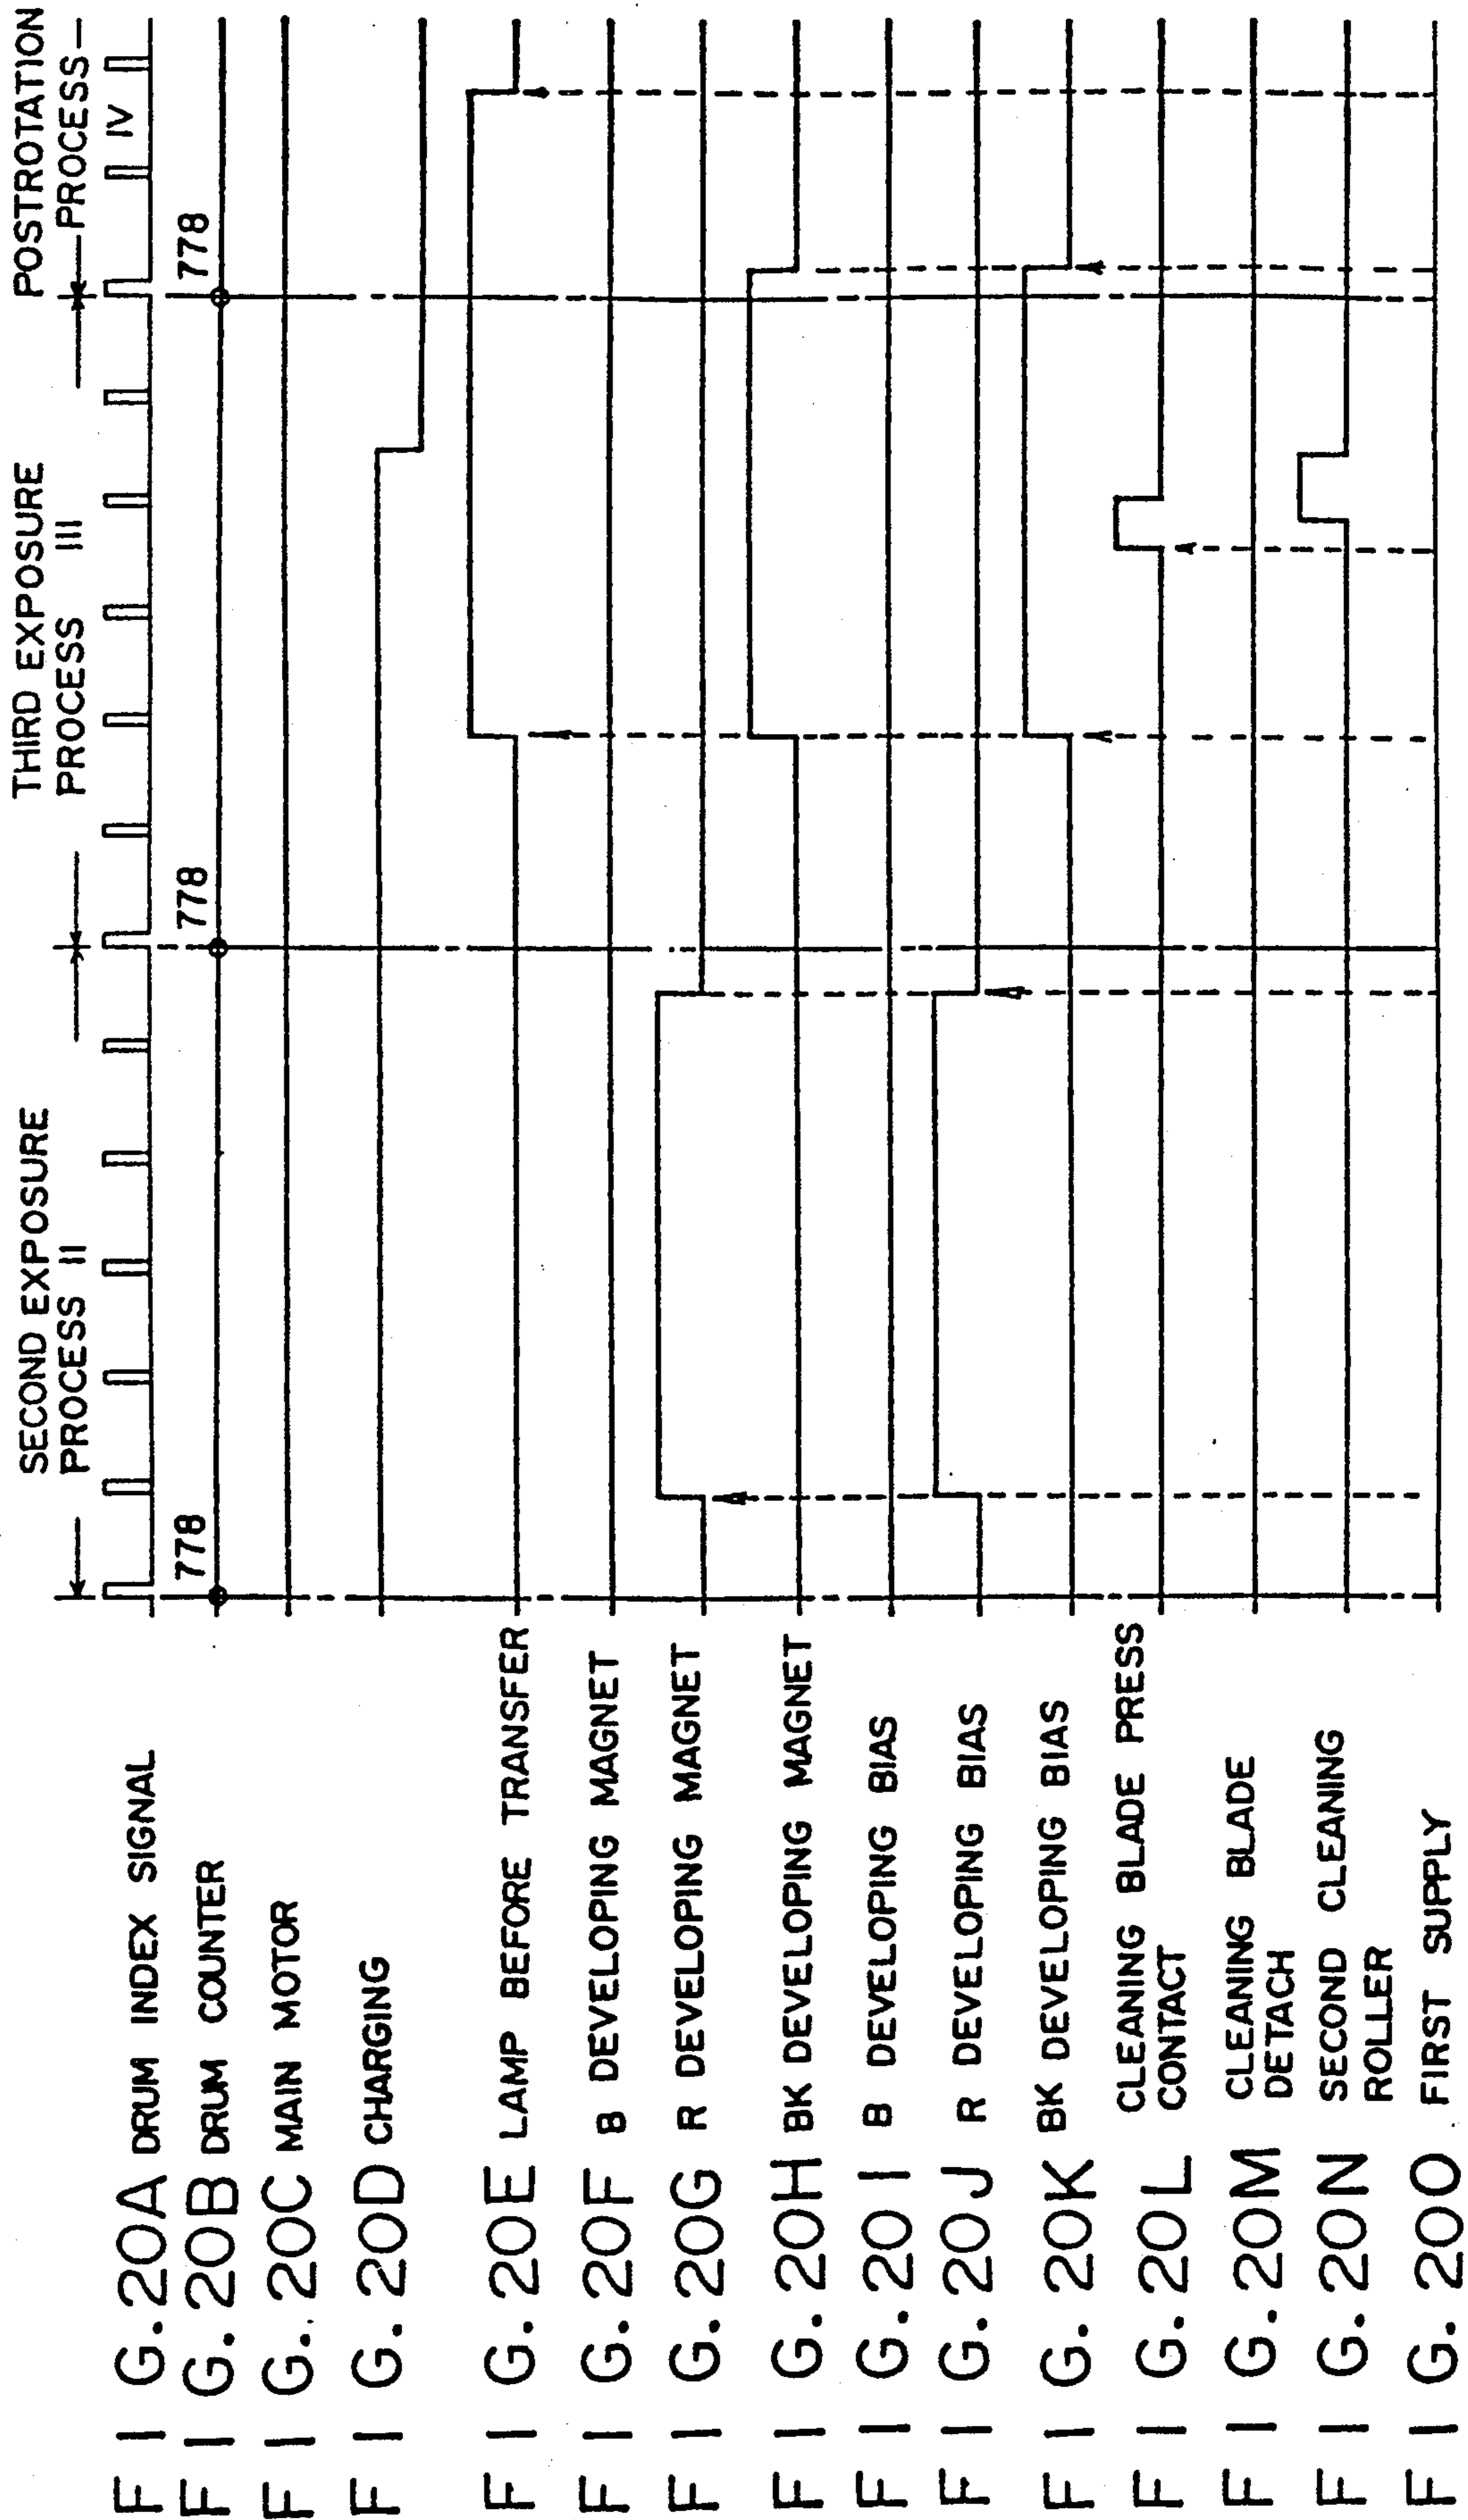 SECOND EXPOSURE
PROCESS II
THIRD EXPOSURE
PROCESS III
POSTROTATION
PROCESS
IV
778
778
778
FIG. 20A DRUM INDEX SIGNAL
FIG. 20B DRUM COUNTER
FIG. 20C MAIN MOTOR
FIG. 20D CHARGING
FIG. 20E LAMP BEFORE TRANSFER
FIG. 20F B DEVELOPING MAGNET
FIG. 20G R DEVELOPING MAGNET
FIG. 20H BK DEVELOPING MAGNET
FIG. 20I B DEVELOPING BIAS
FIG. 20J R DEVELOPING BIAS
FIG. 20K BK DEVELOPING BIAS
FIG. 20L CLEANING BLADE PRESS
CONTACT
FIG. 20M CLEANING BLADE
DETACH
FIG. 20N SECOND CLEANING
ROLLER
FIG. 20O FIRST SUPPLY